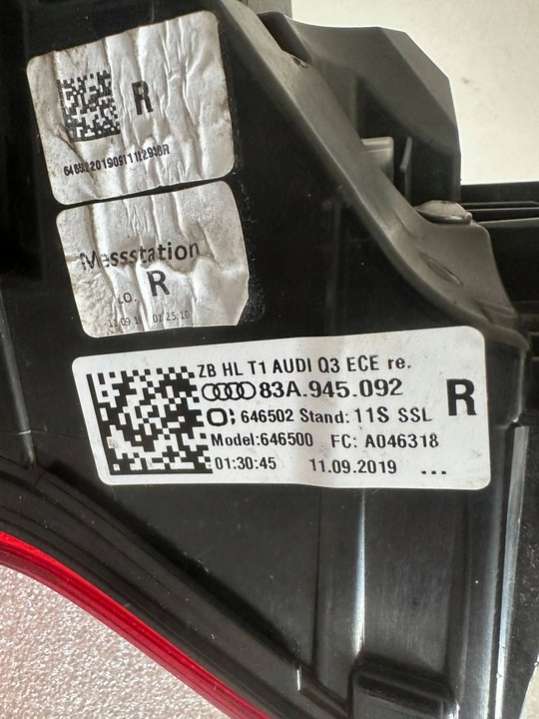 R
Messstation
R
ZB HL T1 AUDI Q3 ECE re.
83A.945.092
646502 Stand: 11S SSL
R
Model:646500 FC: A046318
01:30:45 11.09.2019 ...